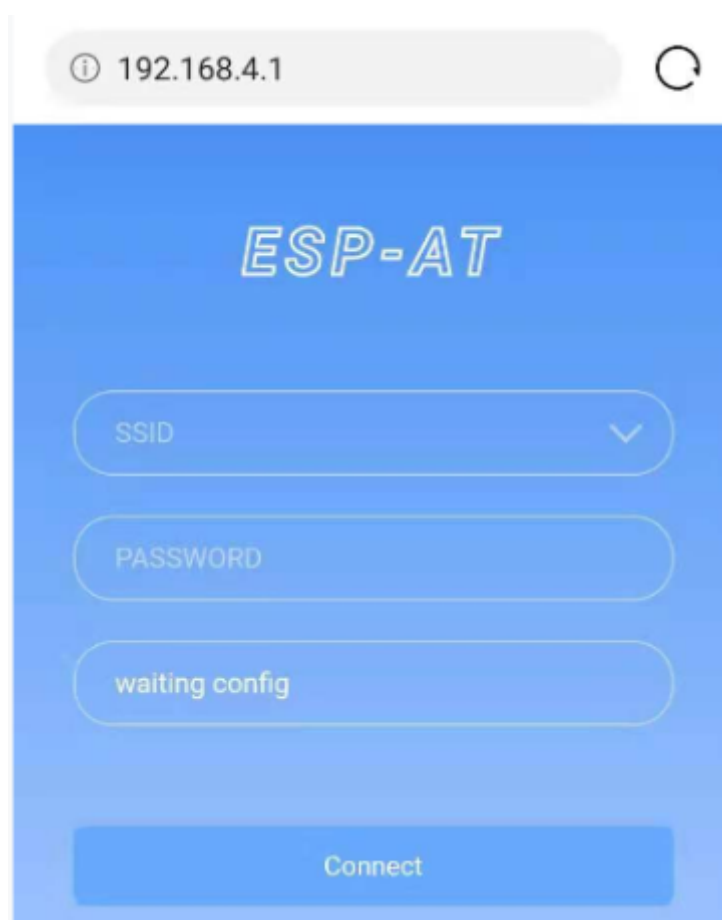 192.168.4.1
ESP-AT
SSID
PASSWORD
waiting config
Connect